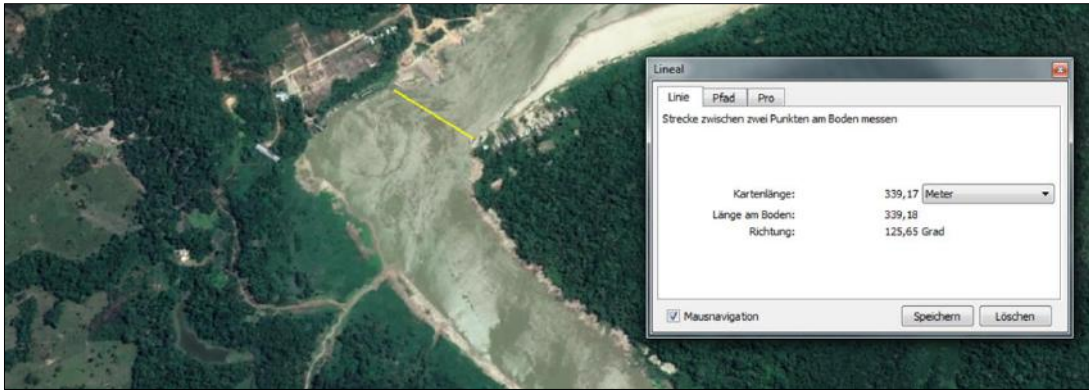 Lineal
Linie Pfad Pro
Strecke zwischen zwei Punkten am Boden messen
Kartenlänge: 339,17 Meter
Länge am Boden: 339,18
Richtung: 125,65 Grad
Mausnavigation Speichern Löschen